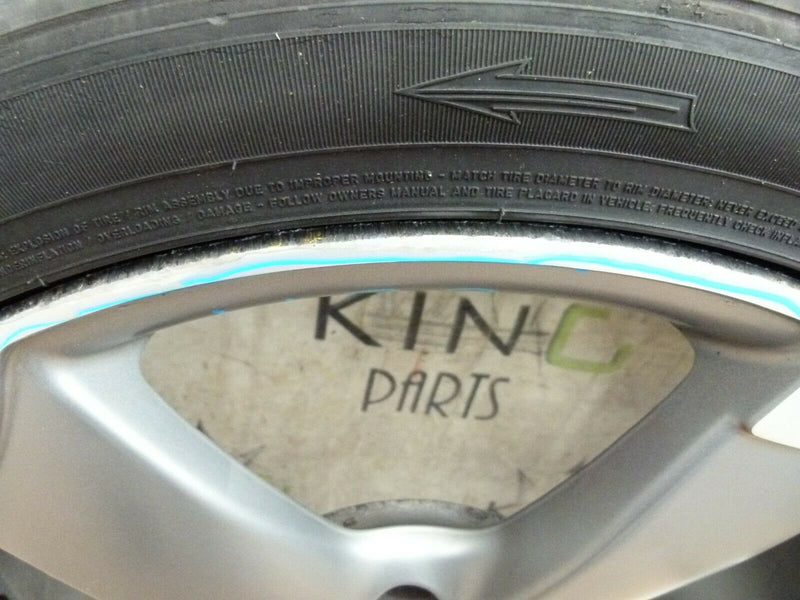 EXPLOSION OF TIRE / RIM ASSEMBLY DUE TO IMPROPER MOUNTING - MATCH TIRE DIAMETER TO RIM DIAMETER: NEVER EXCEED
OVERLOADING / DAMAGE - FOLLOW OWNERS MANUAL AND TIRE PLACARD IN VEHICLE: FREQUENTLY CHECK INFLA
KING
PARTS